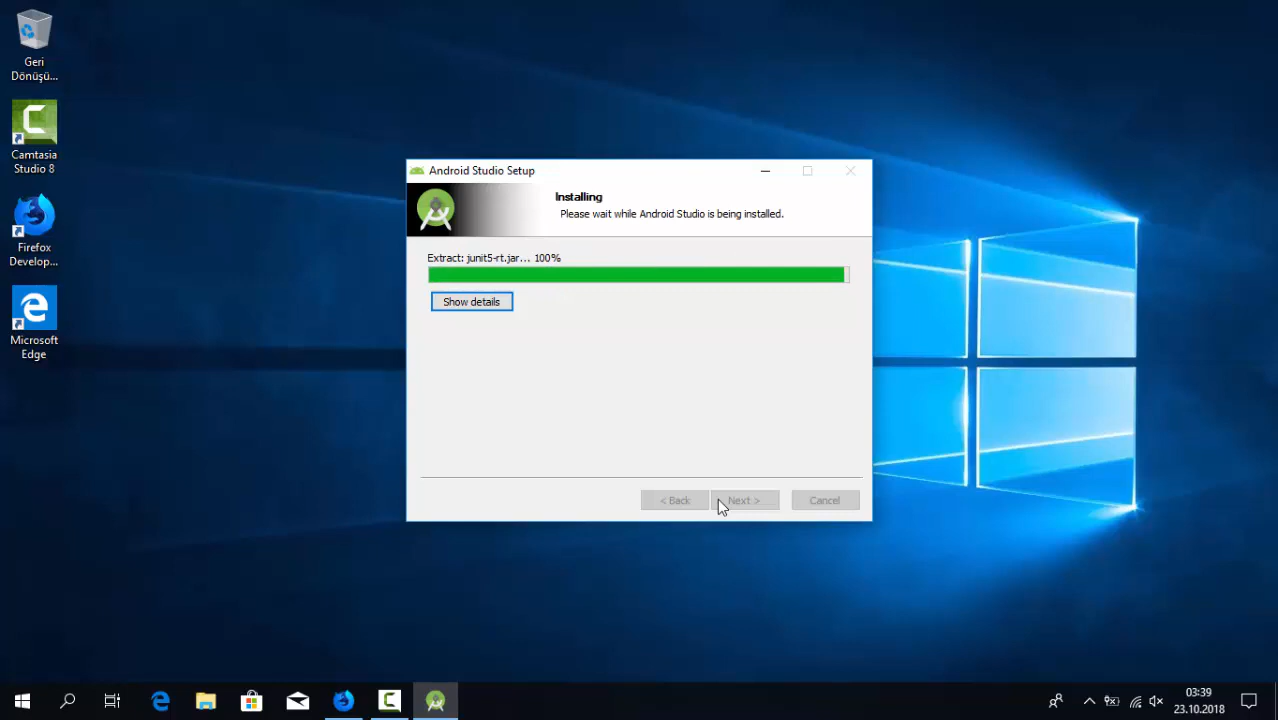 Geri
Dönüşü...
Camtasia
Studio 8
Firefox
Develop...
Microsoft
Edge
Android Studio Setup
Installing
Please wait while Android Studio is being installed.
Extract: junit5-rt.jar... 100%
Show details
< Back
Next >
Cancel
03:39
23.10.2018